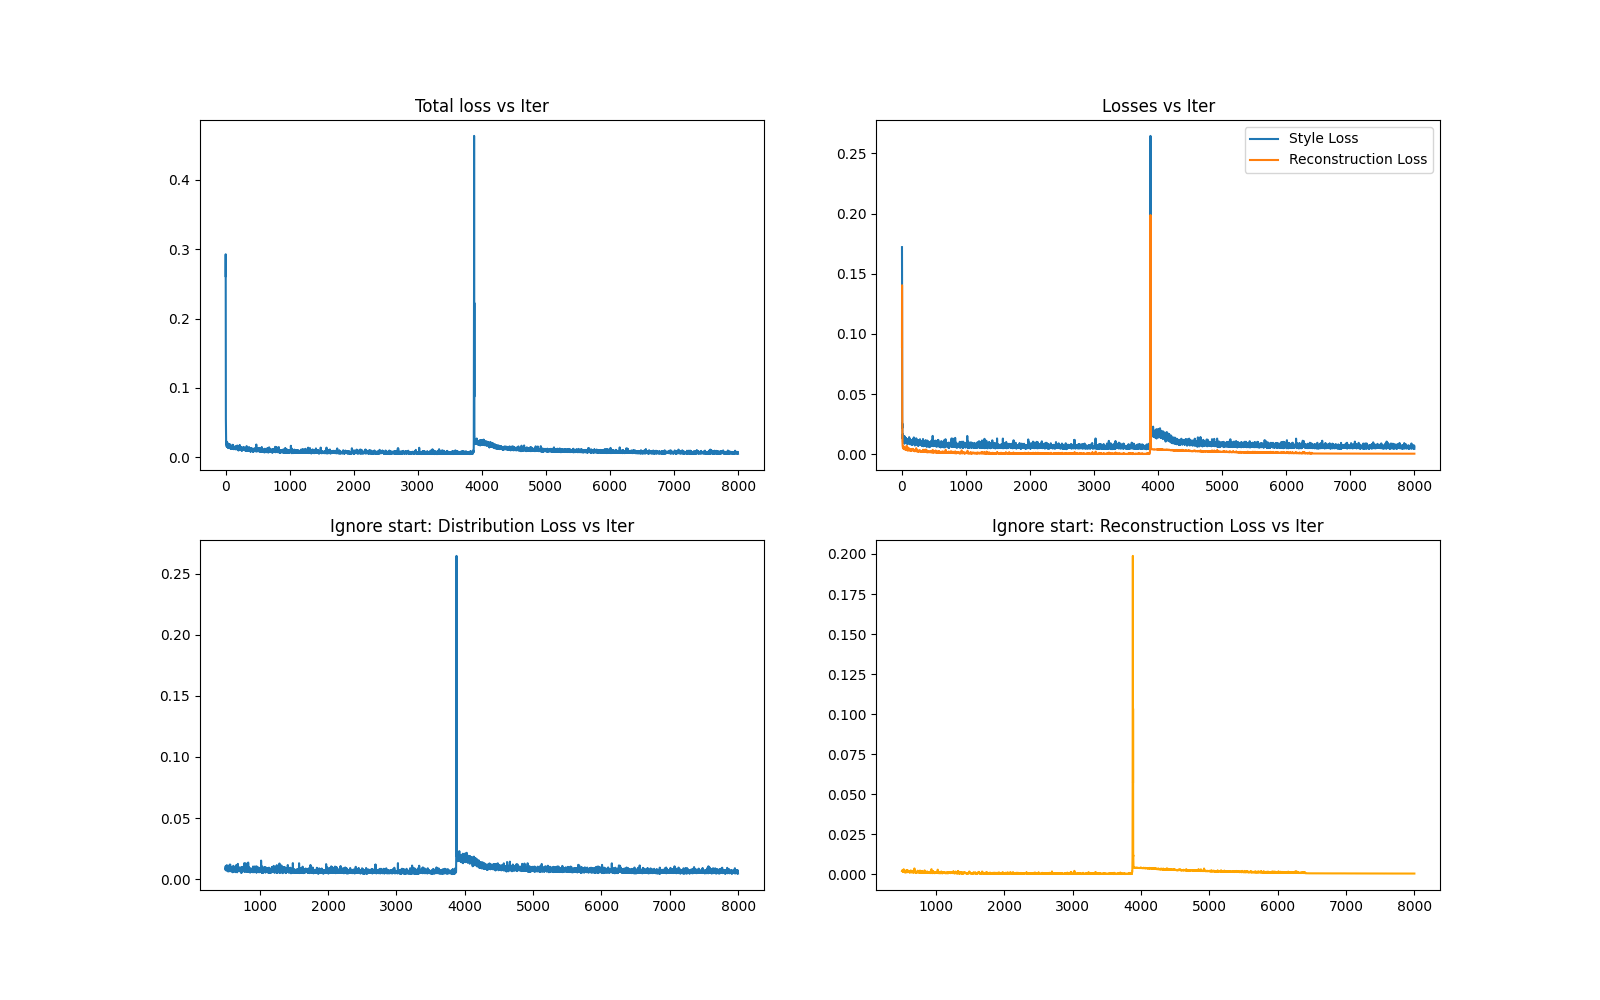 Total loss vs Iter
0.4
0.3
0.2
0.1
0.0
0 1000 2000 3000 4000 5000 6000 7000 8000
Losses vs Iter
Style Loss
Reconstruction Loss
0.25
0.20
0.15
0.10
0.05
0.00
0 1000 2000 3000 4000 5000 6000 7000 8000
Ignore start: Distribution Loss vs Iter
0.25
0.20
0.15
0.10
0.05
0.00
1000 2000 3000 4000 5000 6000 7000 8000
Ignore start: Reconstruction Loss vs Iter
0.200
0.175
0.150
0.125
0.100
0.075
0.050
0.025
0.000
1000 2000 3000 4000 5000 6000 7000 8000